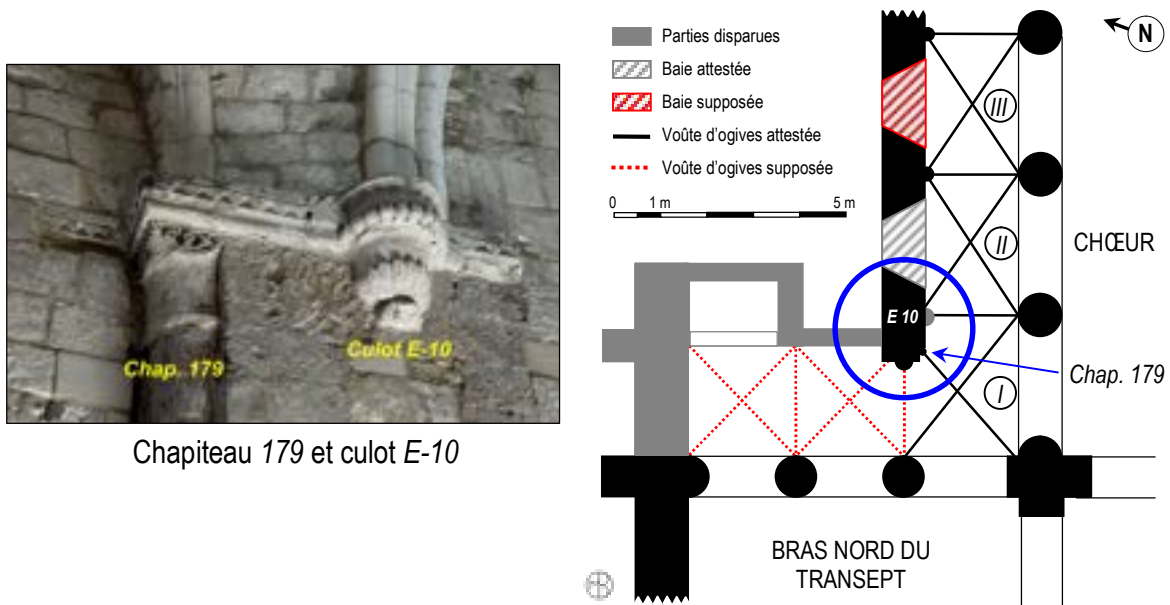 Chap. 179
Culot E-10
Chapiteau 179 et culot E-10
Parties disparues
Baie attestée
Baie supposée
Voûte d'ogives attestée
Voûte d'ogives supposée
0 1 m 5 m
N
III
II
CHŒUR
E 10
Chap. 179
I
BRAS NORD DU
TRANSEPT